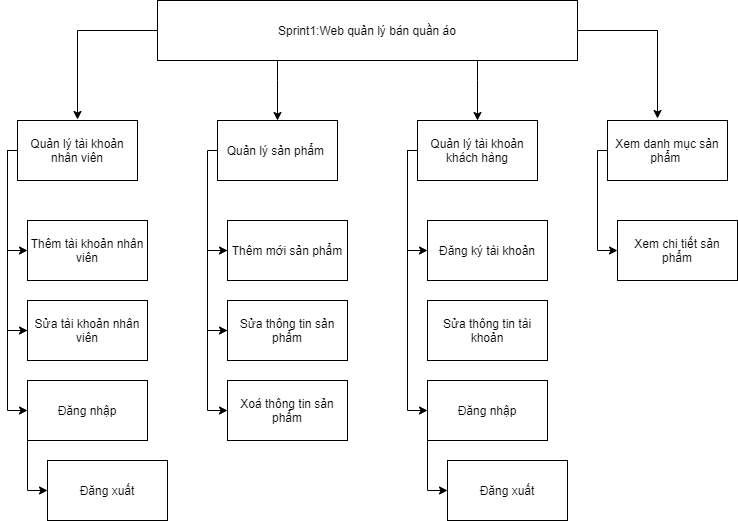 Sprint1:Web quản lý bán quần áo
Quản lý tài khoản
nhân viên
Quản lý sản phẩm
Quản lý tài khoản
khách hàng
Xem danh mục sản
phẩm
Thêm tài khoản nhân
viên
Thêm mới sản phẩm
Đăng ký tài khoản
Xem chi tiết sản
phẩm
Sửa tài khoản nhân
viên
Sửa thông tin sản
phẩm
Sửa thông tin tài
khoản
Đăng nhập
Xoá thông tin sản
phẩm
Đăng nhập
Đăng xuất
Đăng xuất